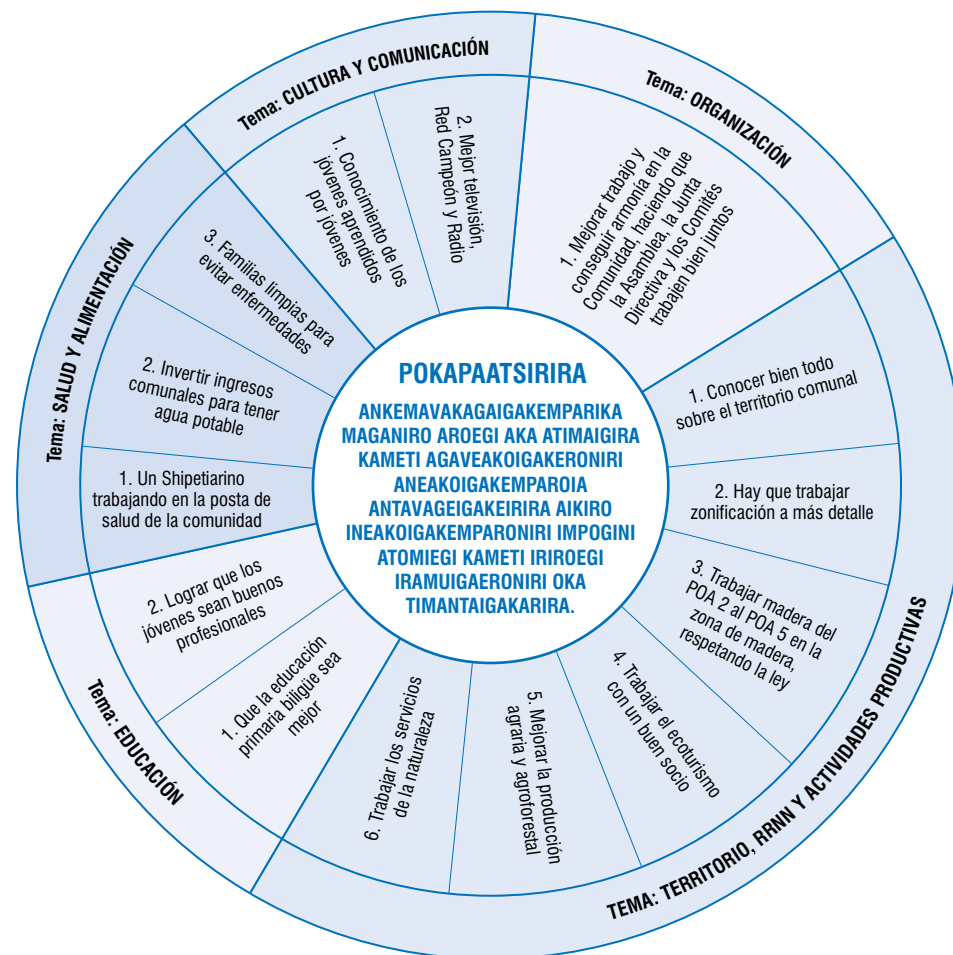 Tema: CULTURA Y COMUNICACIÓN
1. Conocimiento de los
jóvenes aprendidos
por jóvenes
2. Mejor televisión,
Red Campeón y Radio
Tema: ORGANIZACIÓN
1. Mejorar trabajo y
conseguir armonía en la
Comunidad, haciendo que
la Asamblea, la Junta
Directiva y los Comités
trabajen bien juntos
TEMA: TERRITORIO, RRNN Y ACTIVIDADES PRODUCTIVAS
1. Conocer bien todo
sobre el territorio comunal
2. Hay que trabajar
zonificación a más detalle
3. Trabajar madera del
POA 2 al POA 5 en la
zona de madera,
respetando la ley
4. Trabajar el ecoturismo
con un buen socio
5. Mejorar la producción
agraria y agroforestal
6. Trabajar los servicios
de la naturaleza
Tema: EDUCACIÓN
1. Que la educación
primaria biligüe sea
mejor
2. Lograr que los
jóvenes sean buenos
profesionales
Tema: SALUD Y ALIMENTACIÓN
1. Un Shipetiarino
trabajando en la posta de
salud de la comunidad
2. Invertir ingresos
comunales para tener
agua potable
3. Familias limpias para
evitar enfermedades
POKAPAATSIRIRA
ANKEMAVAKAGAIGAKEMPARIKA
MAGANIRO AROEGI AKA ATIMAIGIRA
KAMETI AGAVEAKOIGAKERONIRI
ANEAKOIGAKEMPAROIA
ANTAVAGEIGAKEIRIRA AIKIRO
INEAKOIGAKEMPARONIRI IMPOGINI
ATOMIEGI KAMETI IRIROEGI
IRAMUIGAERONIRI OKA
TIMANTAIGAKARIRA.